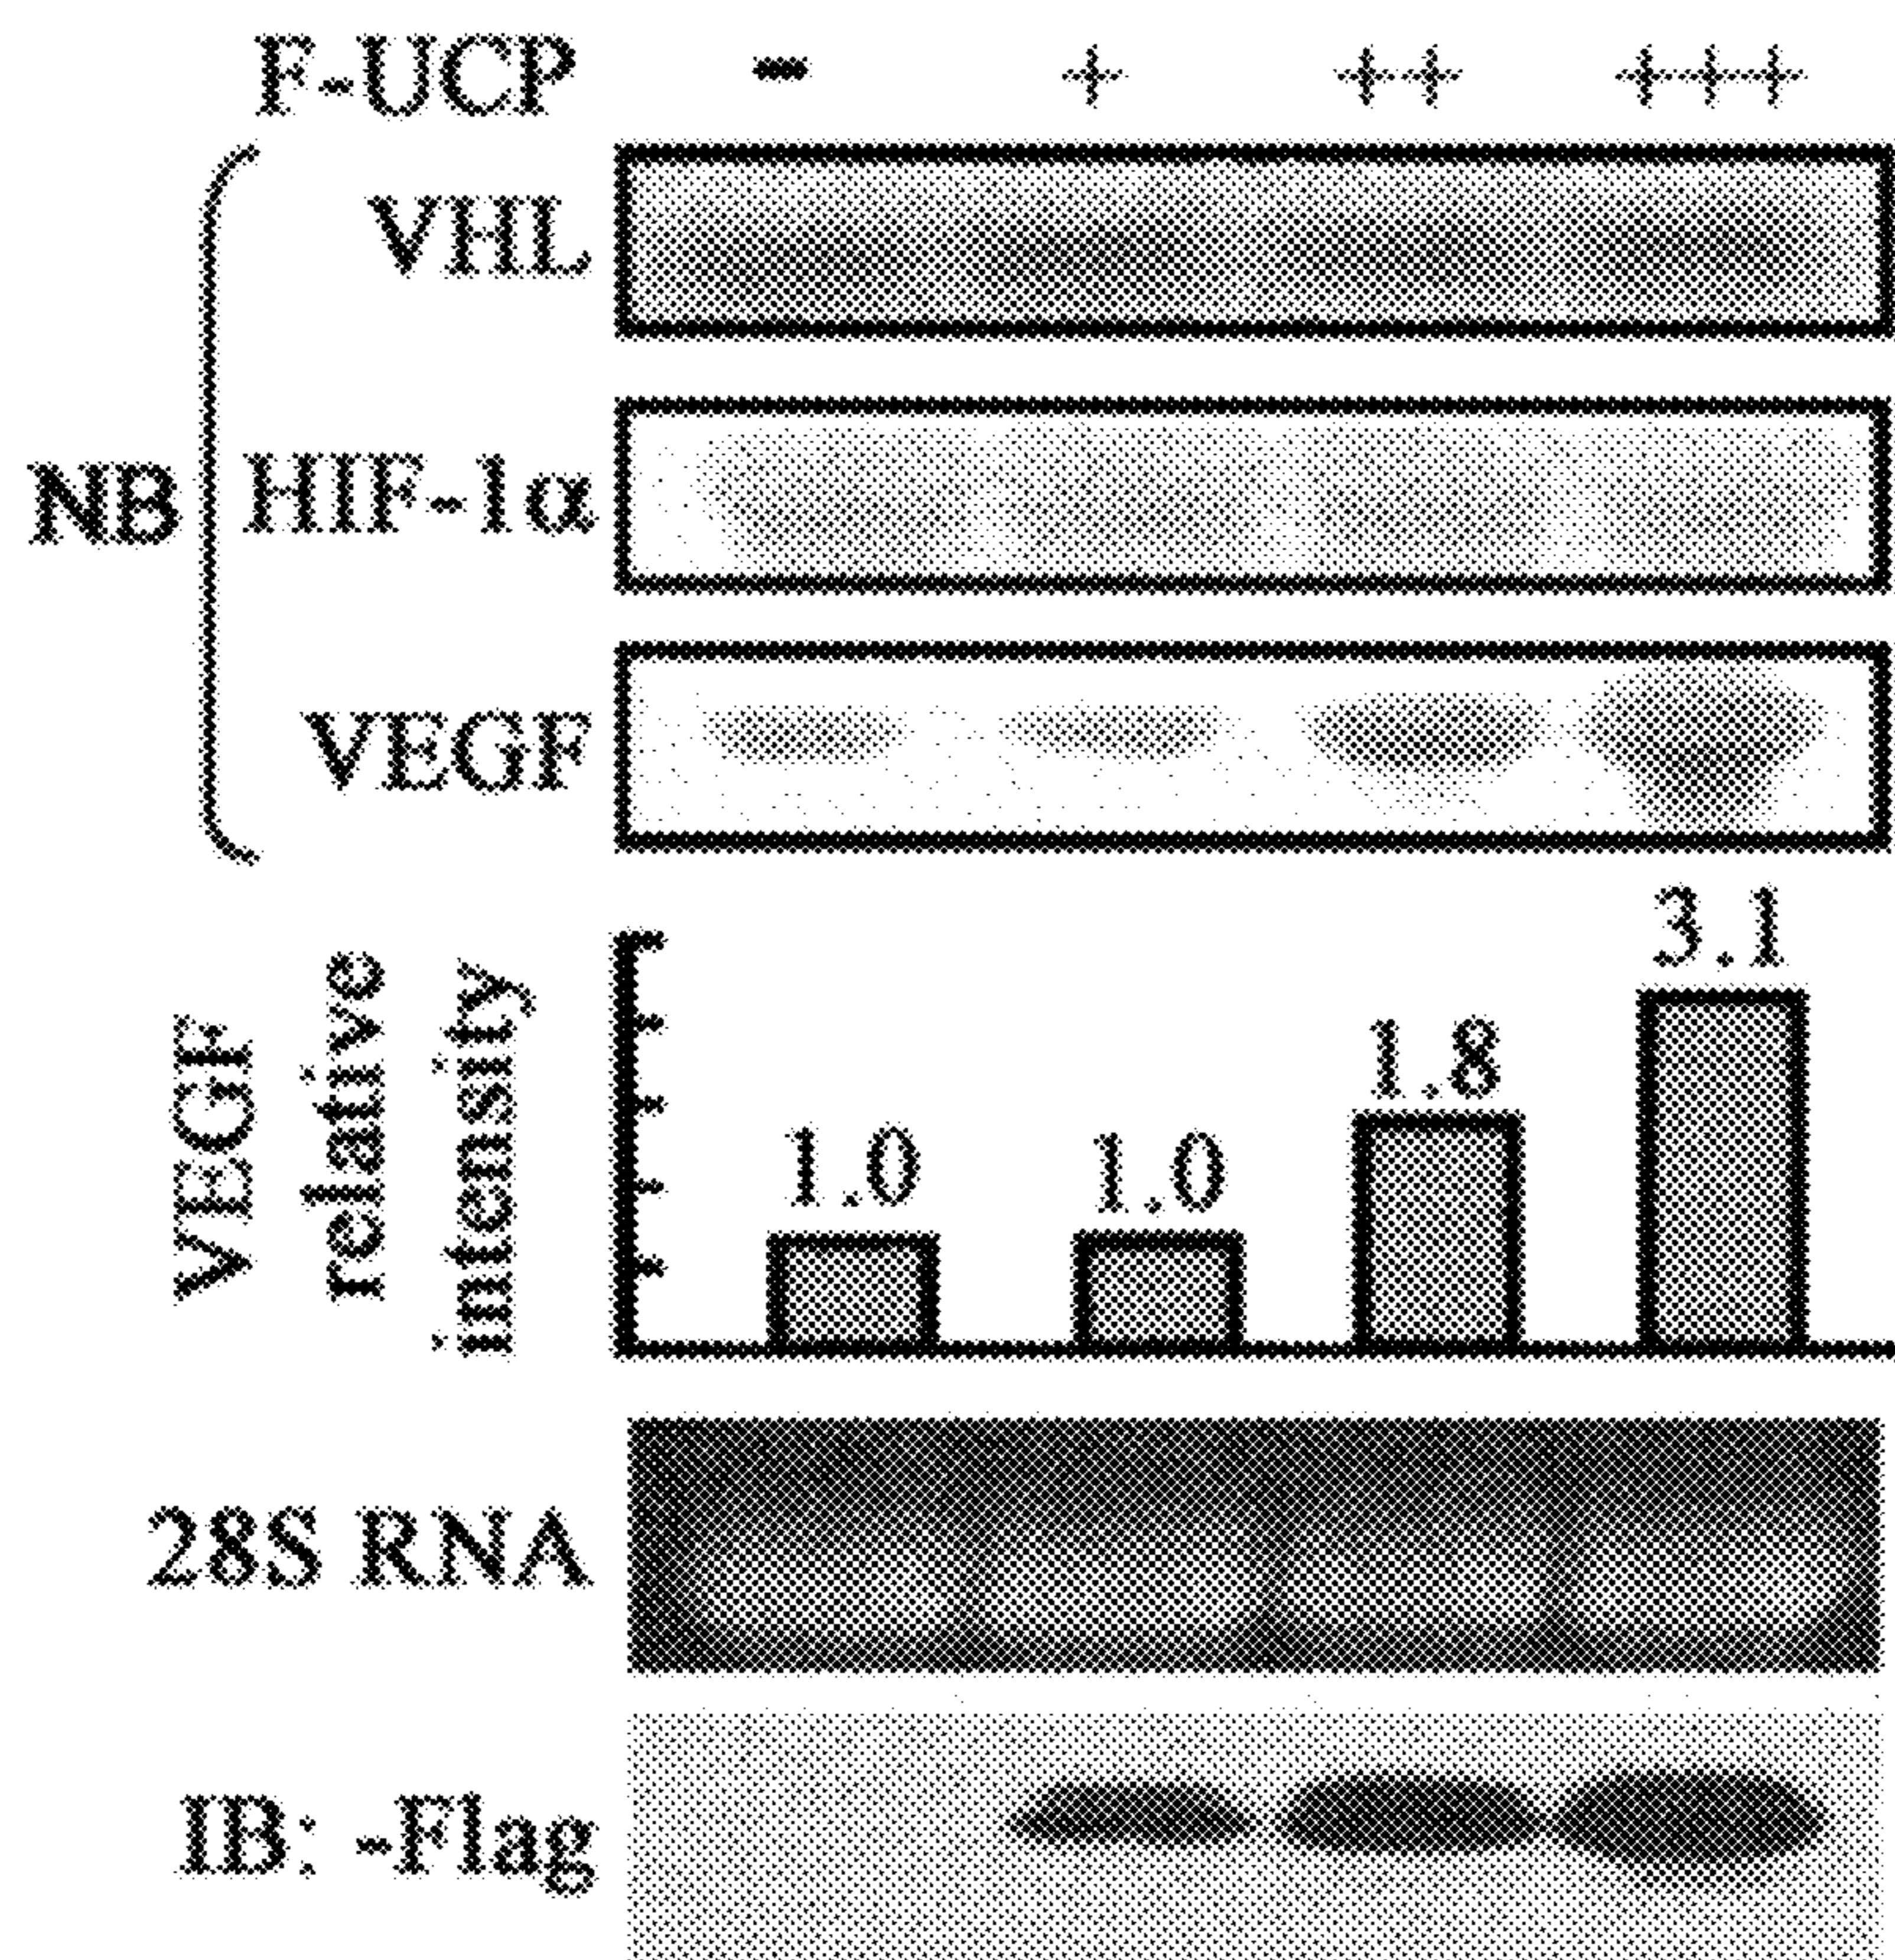 F-UCP - + ++ +++
VHL
NB HIF-1α
VEGF
VEGF relative intensity
1.0 1.0 1.8 3.1
28S RNA
IB: -Flag